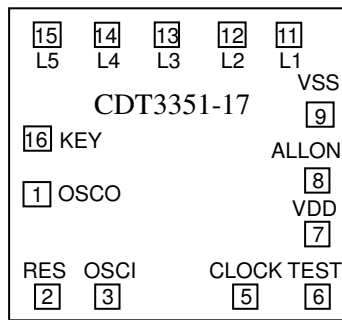 15 14 13 12 11
L5 L4 L3 L2 L1
VSS
CDT3351-17
9
16 KEY
ALLON
8
1 OSCO
VDD
7
RES OSCI CLOCK TEST
2 3 5 6